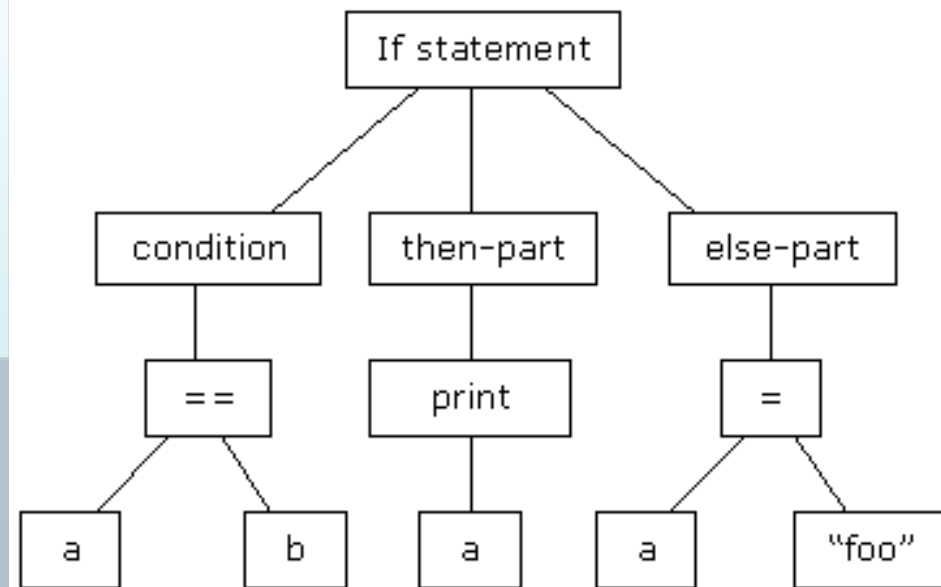 If statement
condition then-part else-part
== print =
a b a a “foo”